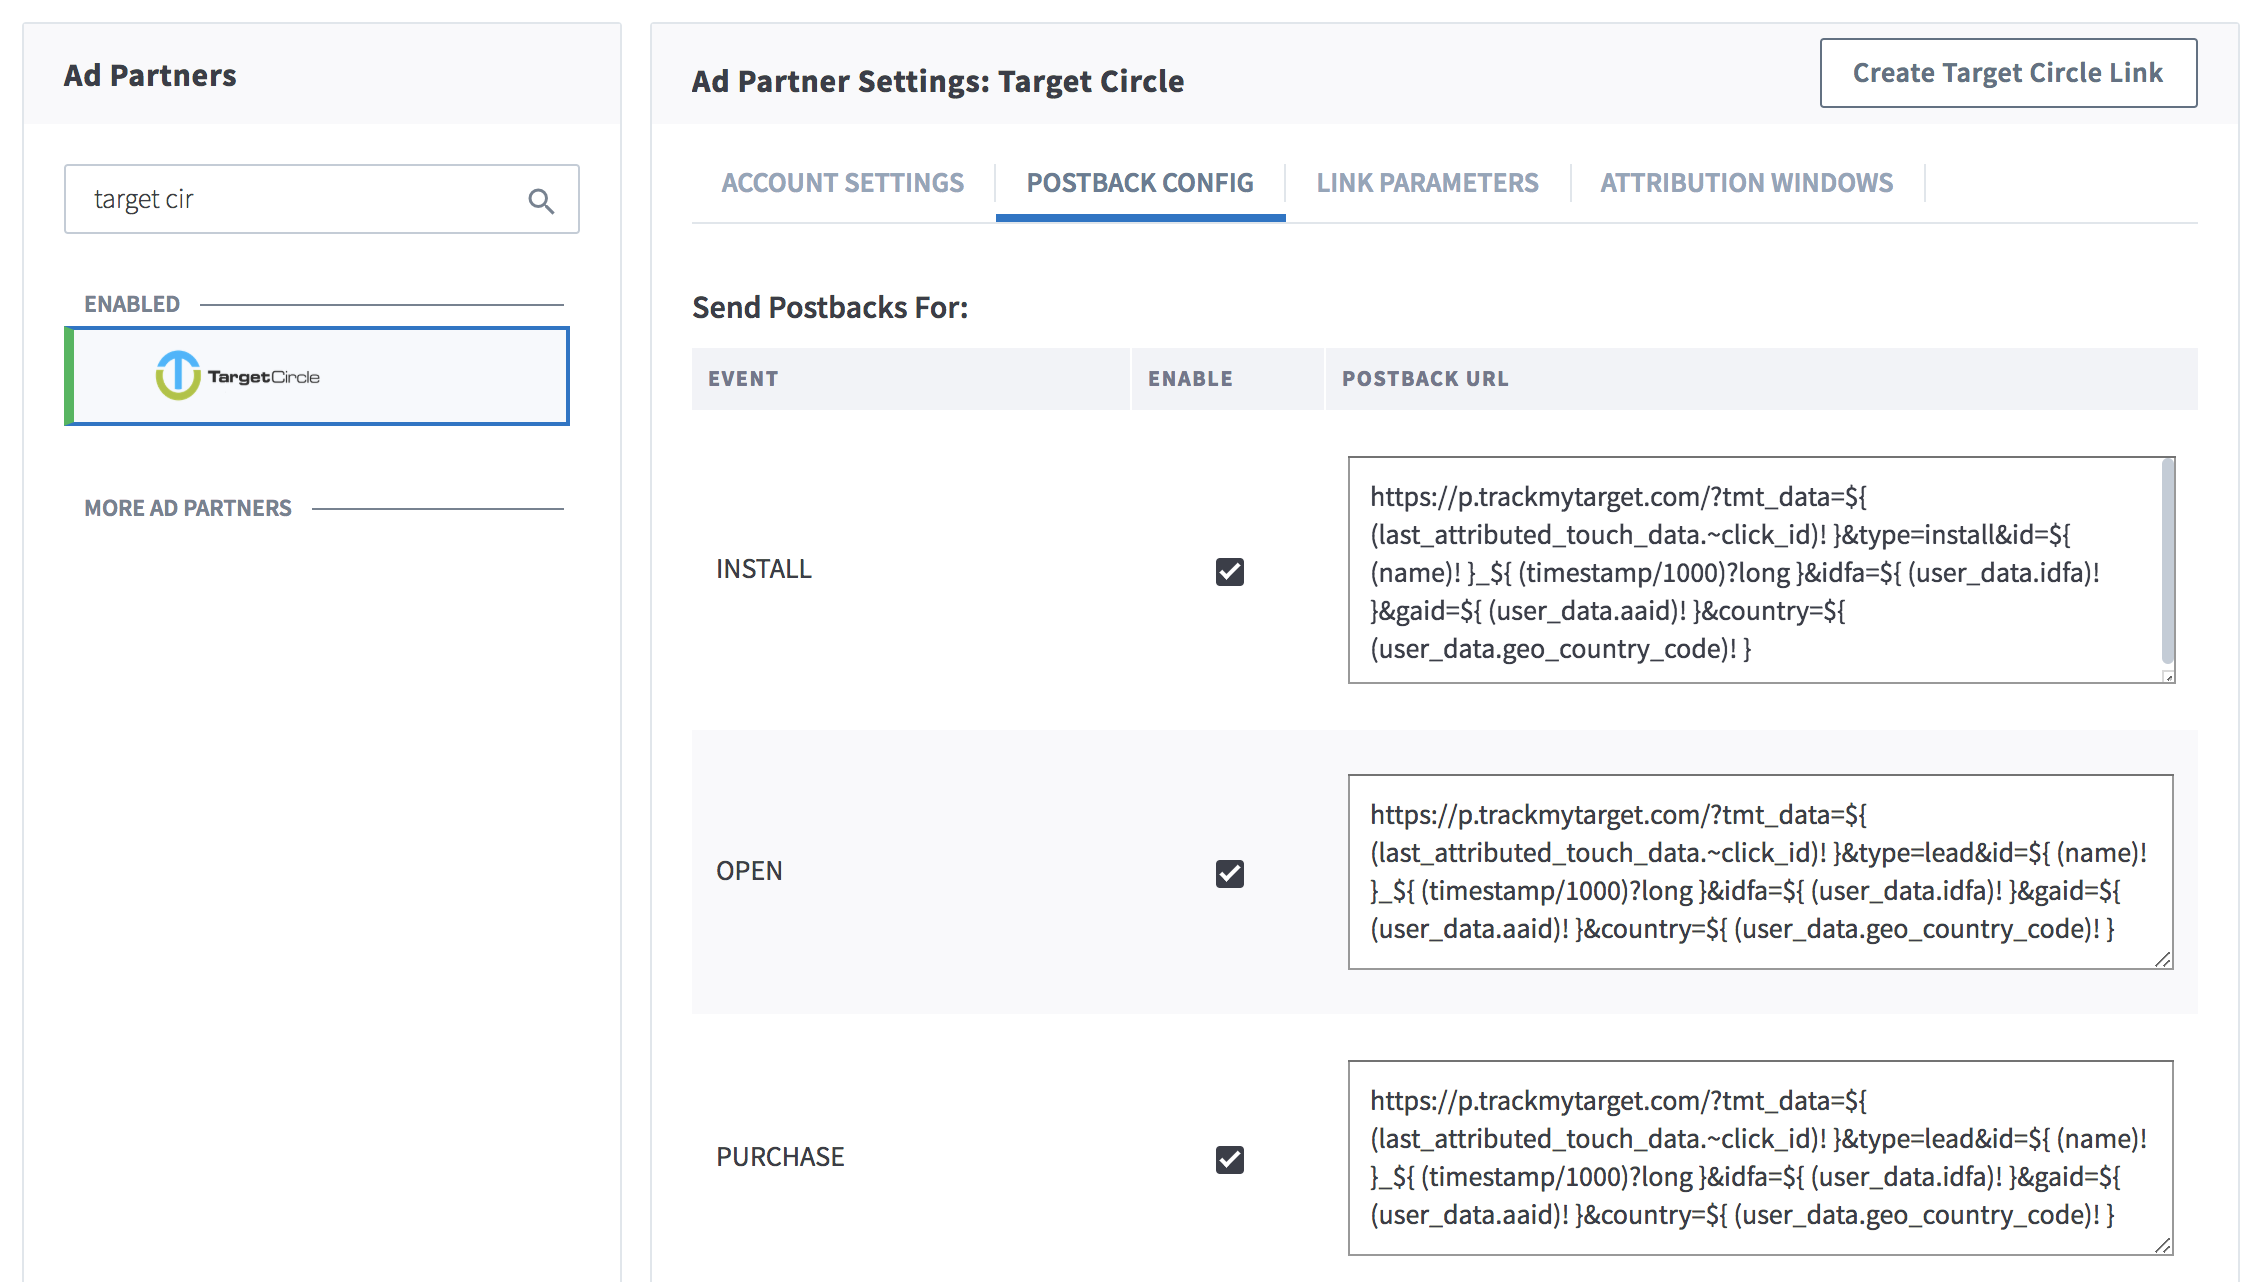 Ad Partners
target cir
ENABLED
TargetCircle
MORE AD PARTNERS
Ad Partner Settings: Target Circle
Create Target Circle Link
ACCOUNT SETTINGS
POSTBACK CONFIG
LINK PARAMETERS
ATTRIBUTION WINDOWS
Send Postbacks For:
EVENT
ENABLE
POSTBACK URL
INSTALL
https://p.trackmytarget.com/?tmt_data=${
(last_attributed_touch_data.~click_id)! }&type=install&id=${
(name)! }_${ (timestamp/1000)?long }&idfa=${ (user_data.idfa)!
}&gaid=${ (user_data.aaid)! }&country=${
(user_data.geo_country_code)! }
OPEN
https://p.trackmytarget.com/?tmt_data=${
(last_attributed_touch_data.~click_id)! }&type=lead&id=${ (name)!
}_${ (timestamp/1000)?long }&idfa=${ (user_data.idfa)! }&gaid=${
(user_data.aaid)! }&country=${ (user_data.geo_country_code)! }
PURCHASE
https://p.trackmytarget.com/?tmt_data=${
(last_attributed_touch_data.~click_id)! }&type=lead&id=${ (name)!
}_${ (timestamp/1000)?long }&idfa=${ (user_data.idfa)! }&gaid=${
(user_data.aaid)! }&country=${ (user_data.geo_country_code)! }